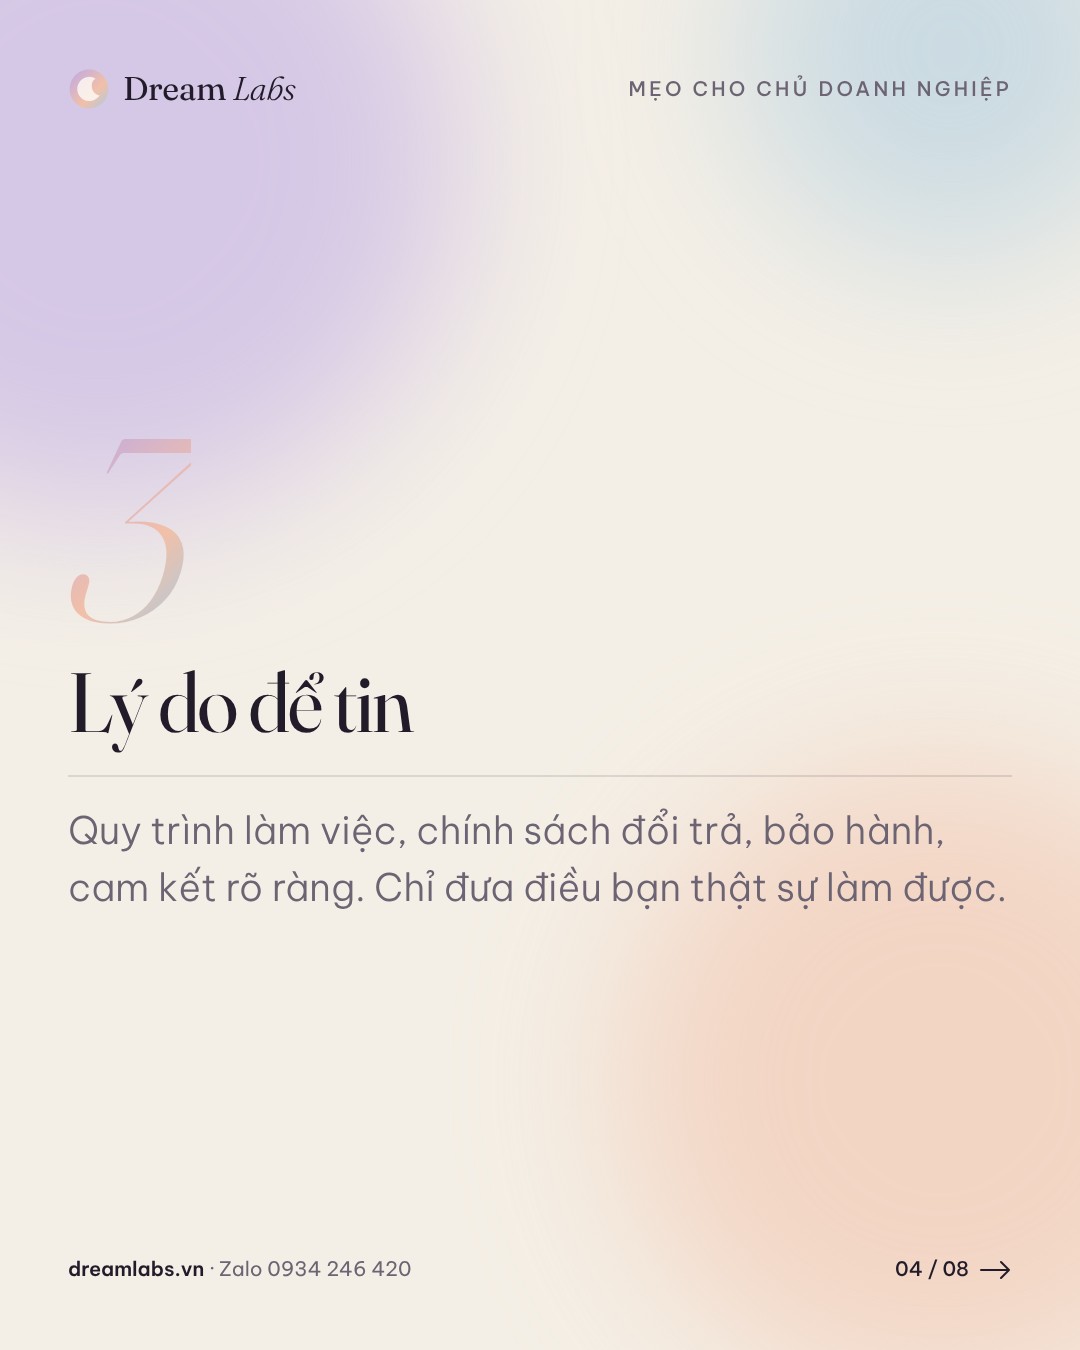 Dream Labs
MẸO CHO CHỦ DOANH NGHIỆP
3
Lý do để tin
Quy trình làm việc, chính sách đổi trả, bảo hành,
cam kết rõ ràng. Chỉ đưa điều bạn thật sự làm được.
dreamlabs.vn · Zalo 0934 246 420
04 / 08 →